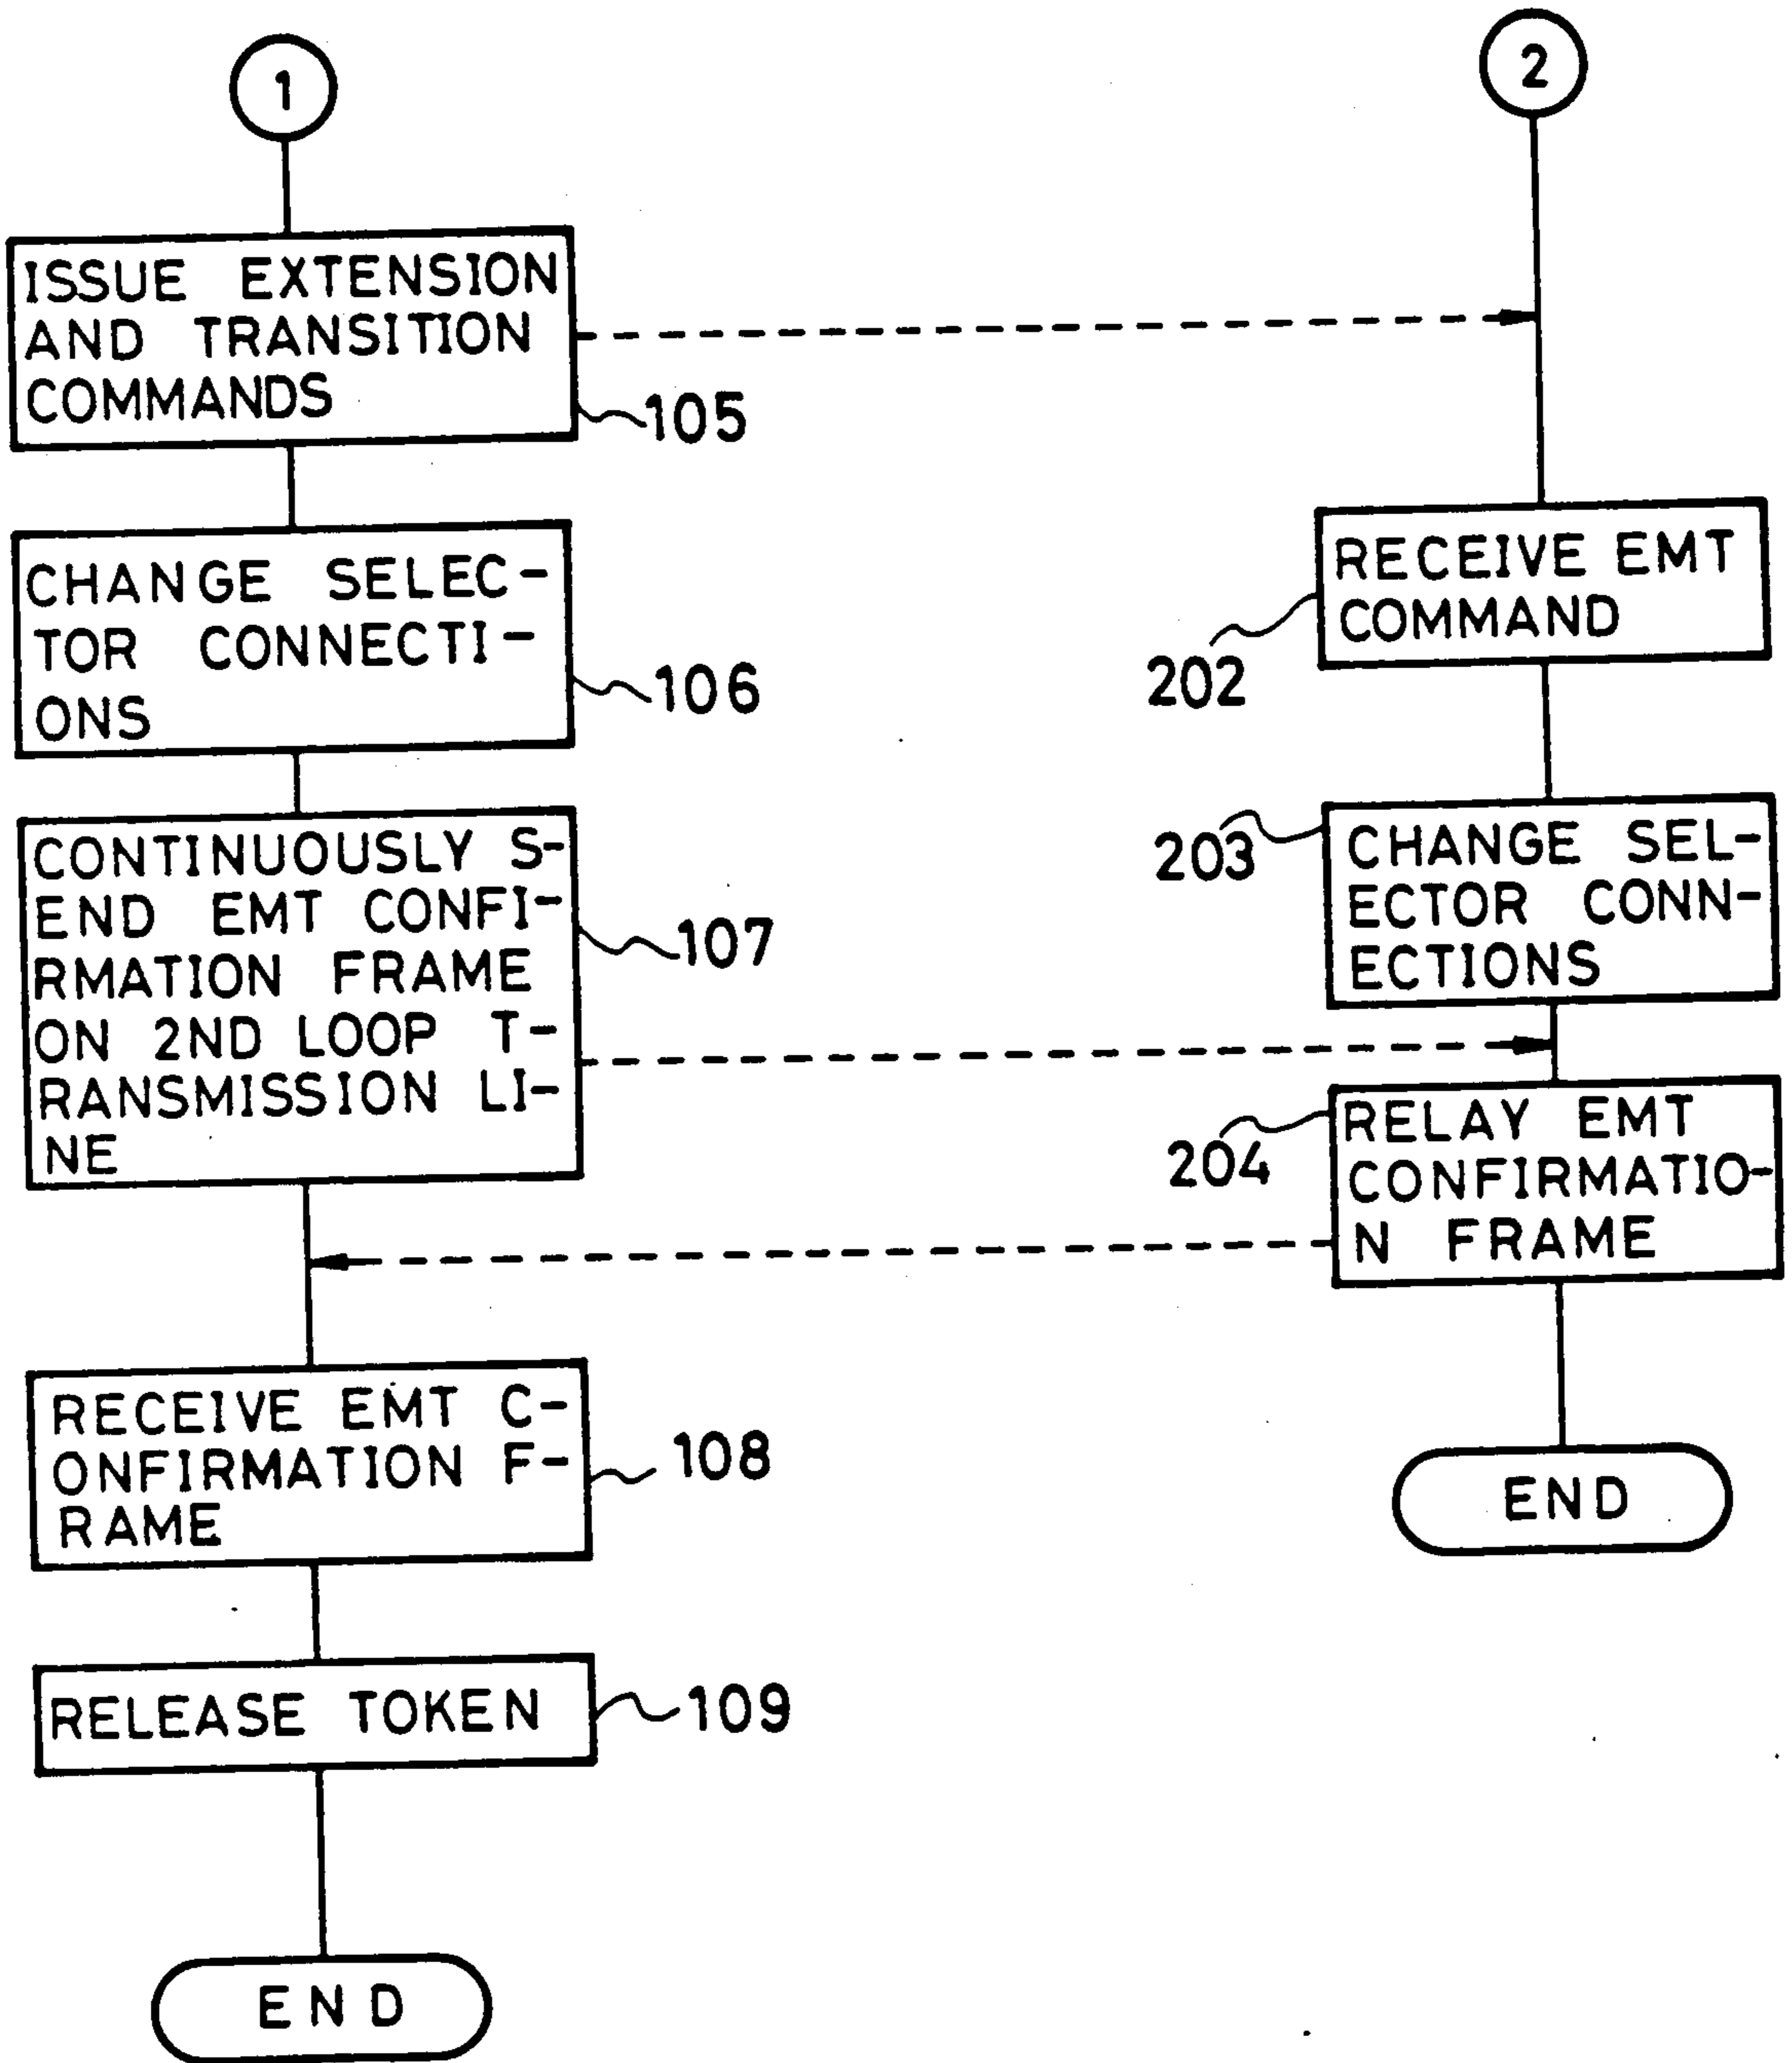 1
ISSUE EXTENSION
AND TRANSITION
COMMANDS
105
CHANGE SELEC-
TOR CONNECTI-
ONS
106
CONTINUOUSLY S-
END EMT CONFI-
RMATION FRAME
ON 2ND LOOP T-
RANSMISSION LI-
NE
107
RECEIVE EMT C-
ONFIRMATION F-
RAME
108
RELEASE TOKEN
109
END
2
RECEIVE EMT
COMMAND
202
CHANGE SEL-
ECTOR CONN-
ECTIONS
203
RELAY EMT
CONFIRMATIO-
N FRAME
204
END